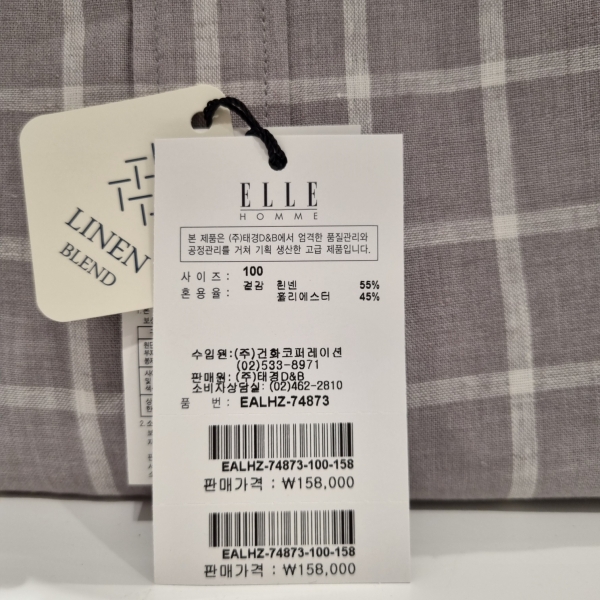 LINEN
BLEND
ELLE
HOMME
본 제품은 (주)태경D&B에서 엄격한 품질관리와
공정관리를 거쳐 기획 생산한 고급 제품입니다.
사 이 즈 : 100
혼 용 율 : 겉감 린넨 55%
폴리에스터 45%
수입원:(주)건화코퍼레이션
(02)533-8971
판매원:(주)태경D&B
소비자상담실: (02)462-2810
품 번 : EALHZ-74873
EALHZ-74873-100-158
판매가격 : ₩158,000
EALHZ-74873-100-158
판매가격 : ₩158,000